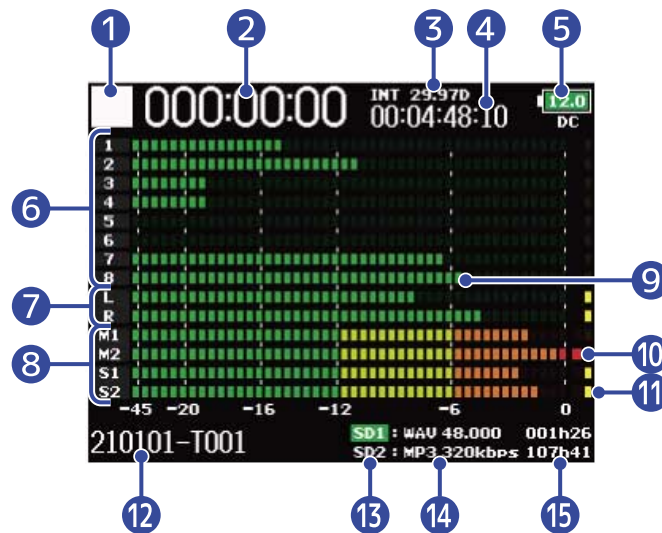 1 2 3 4 5
000:00:00
INT 29.97D
00:04:48:10
12.0
DC
6
1
2
3
4
5
6
7
8
9
7
L
R
8
M1
M2
S1
S2
10
11
-45 -20 -16 -12 -6 0
210101-T001
SD1 : WAV 48.000 001h26
SD2 : MP3 320kbps 107h41
12 13 14 15